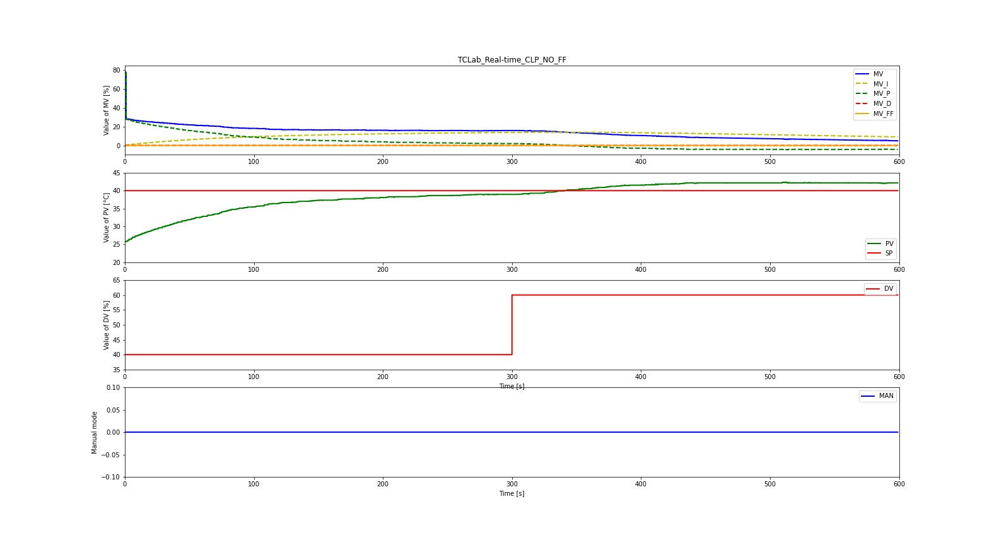 TCLab_Real-time_CLP_NO_FF
Value of MV [%]
80
60
40
20
0
MV
MV_I
MV_P
MV_D
MV_FF
0 100 200 300 400 500 600
Value of PV [°C]
45
40
35
30
25
20
PV
SP
0 100 200 300 400 500 600
Value of DV [%]
65
60
55
50
45
40
35
DV
0 100 200 300 400 500 600
Time [s]
Manual mode
0.10
0.05
0.00
−0.05
−0.10
MAN
0 100 200 300 400 500 600
Time [s]